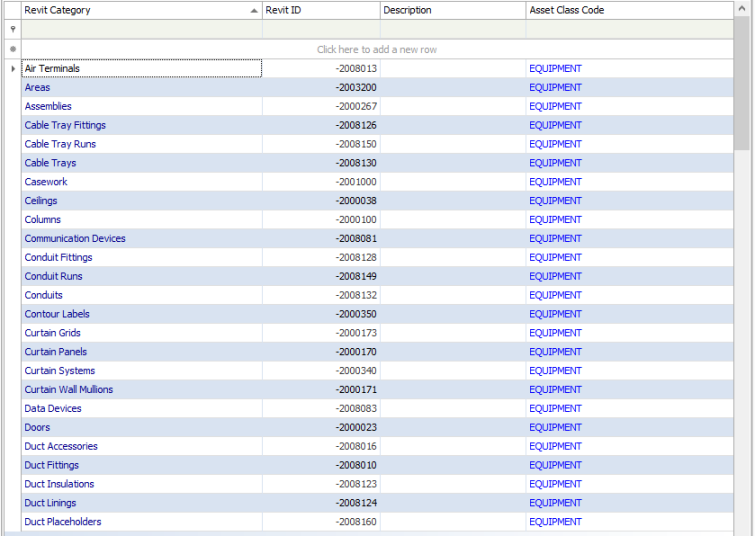 Revit Category Revit ID Description Asset Class Code
Click here to add a new row
Air Terminals -2008013 EQUIPMENT
Areas -2003200 EQUIPMENT
Assemblies -2000267 EQUIPMENT
Cable Tray Fittings -2008126 EQUIPMENT
Cable Tray Runs -2008150 EQUIPMENT
Cable Trays -2008130 EQUIPMENT
Casework -2001000 EQUIPMENT
Ceilings -2000038 EQUIPMENT
Columns -2000100 EQUIPMENT
Communication Devices -2008081 EQUIPMENT
Conduit Fittings -2008128 EQUIPMENT
Conduit Runs -2008149 EQUIPMENT
Conduits -2008132 EQUIPMENT
Contour Labels -2000350 EQUIPMENT
Curtain Grids -2000173 EQUIPMENT
Curtain Panels -2000170 EQUIPMENT
Curtain Systems -2000340 EQUIPMENT
Curtain Wall Mullions -2000171 EQUIPMENT
Data Devices -2008083 EQUIPMENT
Doors -2000023 EQUIPMENT
Duct Accessories -2008016 EQUIPMENT
Duct Fittings -2008010 EQUIPMENT
Duct Insulations -2008123 EQUIPMENT
Duct Linings -2008124 EQUIPMENT
Duct Placeholders -2008160 EQUIPMENT